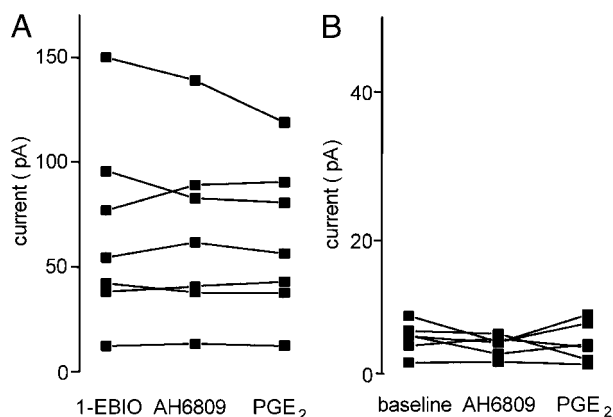 A
current ( pA)
150
100
50
0
1-EBIO AH6809 PGE2
B
current ( pA)
40
20
0
baseline AH6809 PGE2